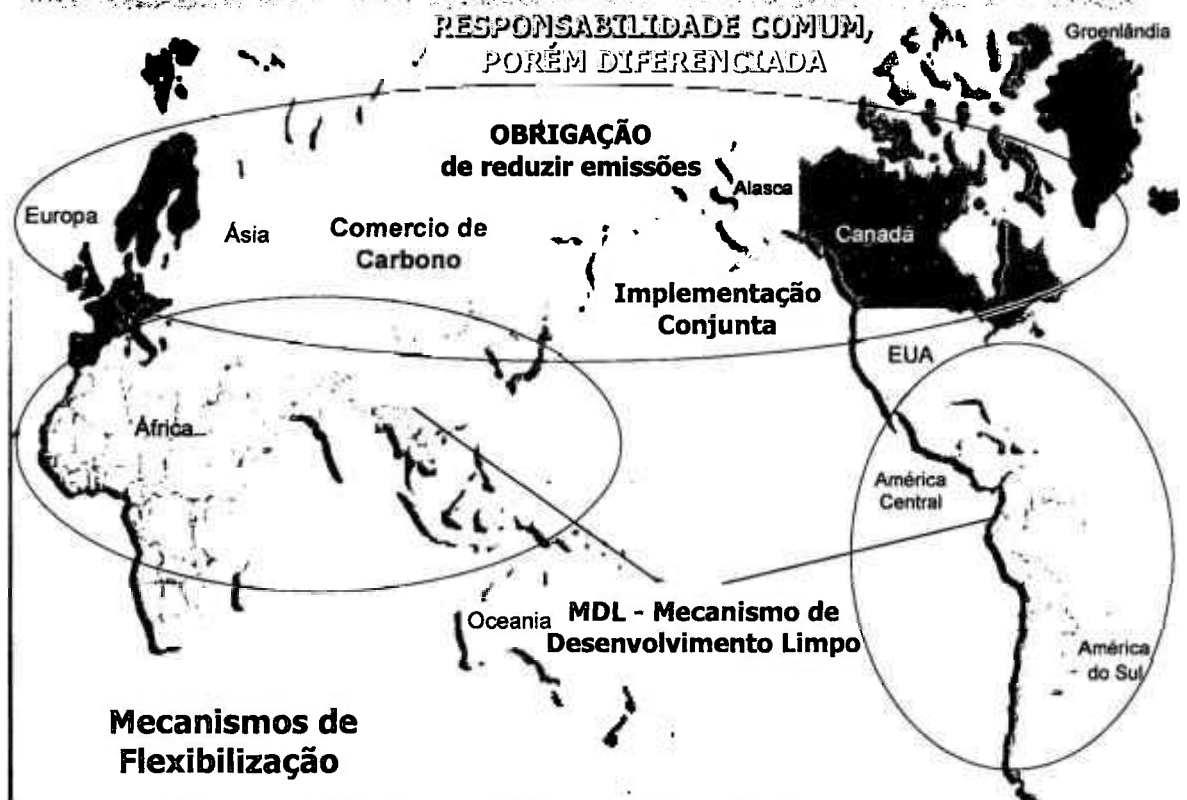 RESPONSABILIDADE COMUM,
PORÉM DIFERENCIADA
Groenlândia
OBRIGAÇÃO
de reduzir emissões
Alasca
Europa
Ásia
Comercio de
Carbono
Canadá
Implementação
Conjunta
EUA
África
América
Central
Oceania
MDL - Mecanismo de
Desenvolvimento Limpo
América
do Sul
Mecanismos de
Flexibilização